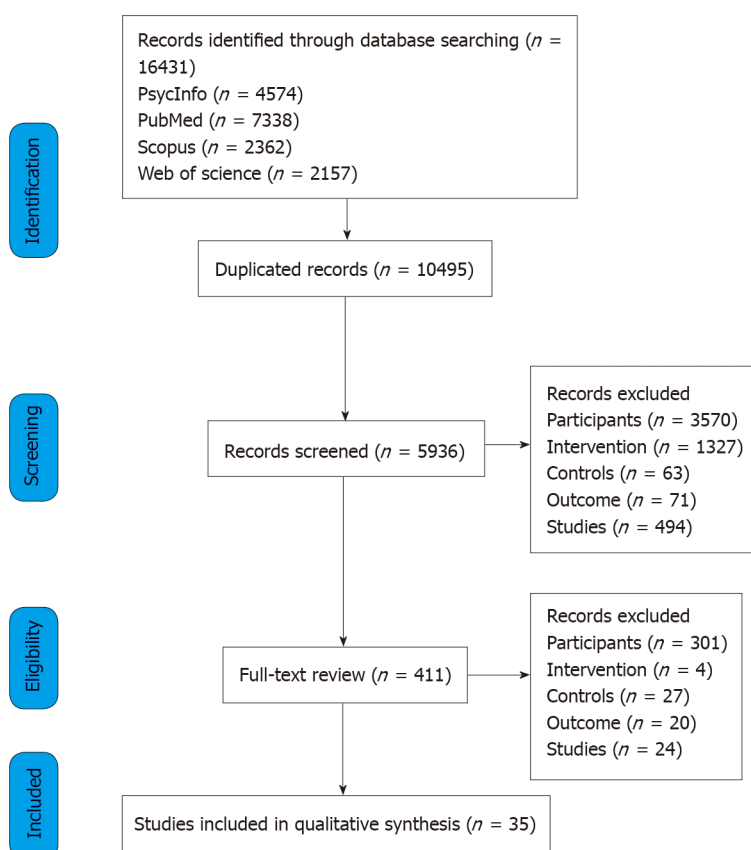 Identification
Records identified through database searching (n =
16431)
PsycInfo (n = 4574)
PubMed (n = 7338)
Scopus (n = 2362)
Web of science (n = 2157)
Duplicated records (n = 10495)
Screening
Records screened (n = 5936)
Records excluded
Participants (n = 3570)
Intervention (n = 1327)
Controls (n = 63)
Outcome (n = 71)
Studies (n = 494)
Eligibility
Full-text review (n = 411)
Records excluded
Participants (n = 301)
Intervention (n = 4)
Controls (n = 27)
Outcome (n = 20)
Studies (n = 24)
Included
Studies included in qualitative synthesis (n = 35)